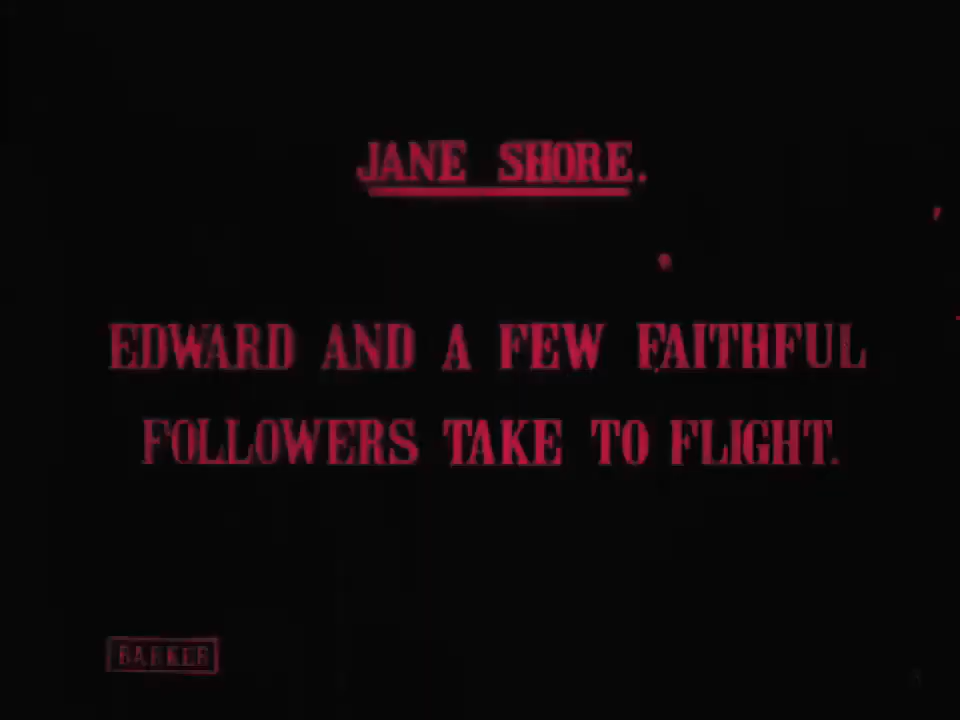 JANE SHORE.
EDWARD AND A FEW FAITHFUL
FOLLOWERS TAKE TO FLIGHT.
BARKER